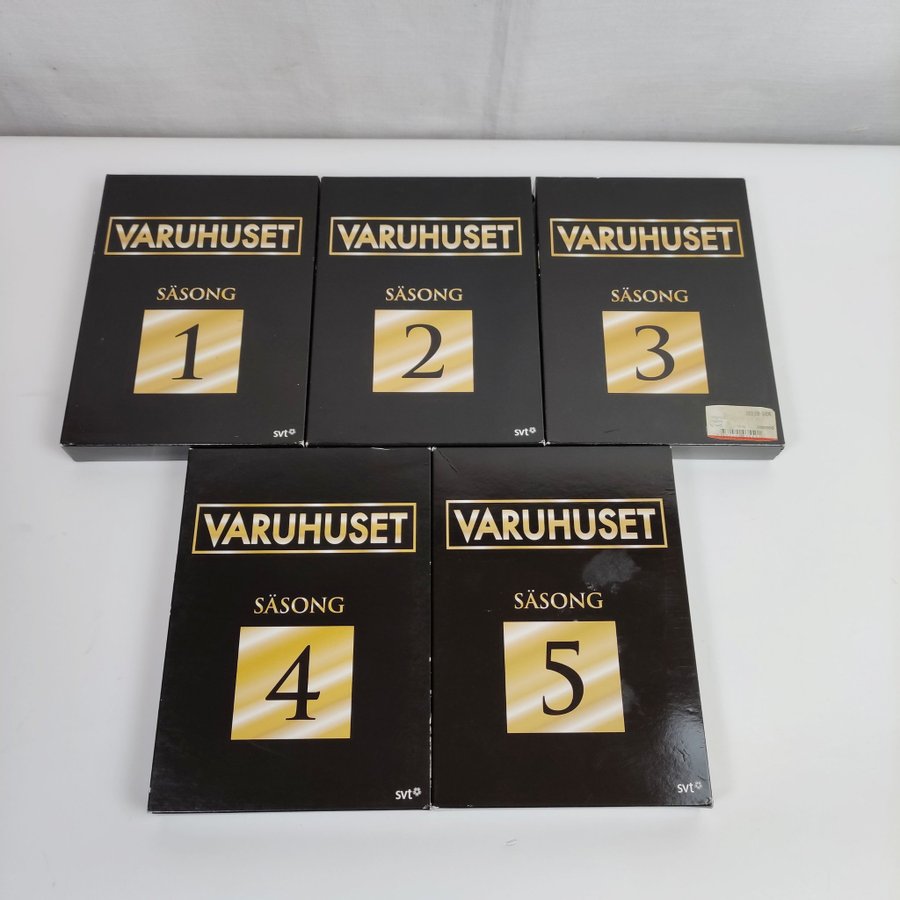 VARUHUSET
SÄSONG
1
svt
VARUHUSET
SÄSONG
2
svt
VARUHUSET
SÄSONG
3
VARUHUSET
SÄSONG
4
svt
VARUHUSET
SÄSONG
5
svt